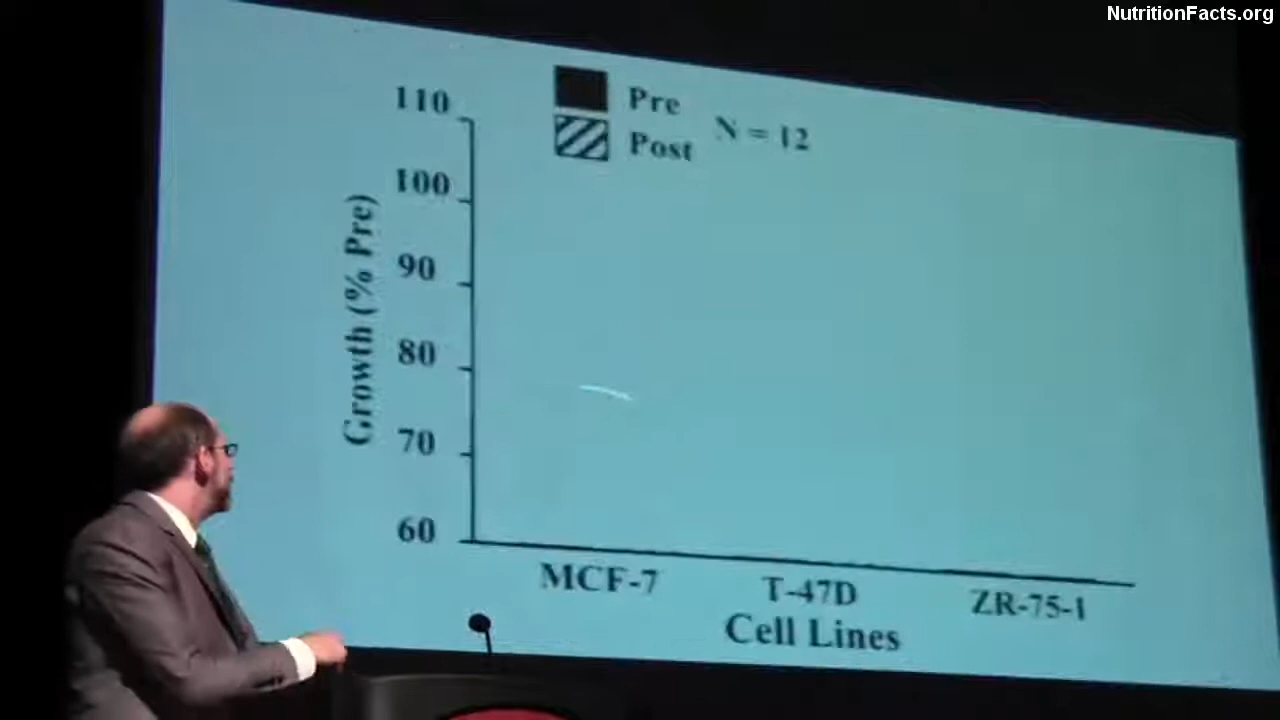 NutritionFacts.org
Pre
Post
N = 12
Growth (% Pre)
110
100
90
80
70
60
MCF-7
T-47D
ZR-75-1
Cell Lines